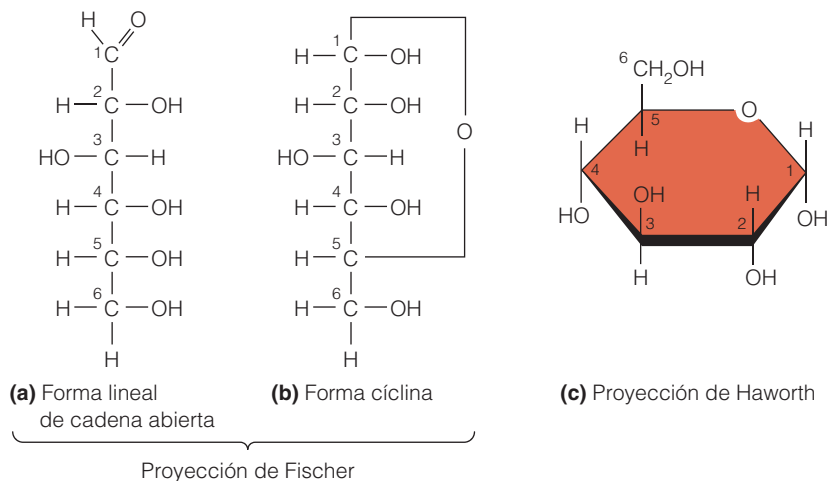 H O
1 C
2
H—C—OH
3
HO—C—H
4
H—C—OH
5
H—C—OH
6
H—C—OH
H
1
H—C—OH
2
H—C—OH
3
HO—C—H
4
H—C—OH
5
H—C
6
H—C—OH
H
O
6 CH2OH
5 O
H H H
4 1
OH H
HO 3 2 OH
H OH
(a) Forma lineal
de cadena abierta
(b) Forma cíclina
(c) Proyección de Haworth
Proyección de Fischer